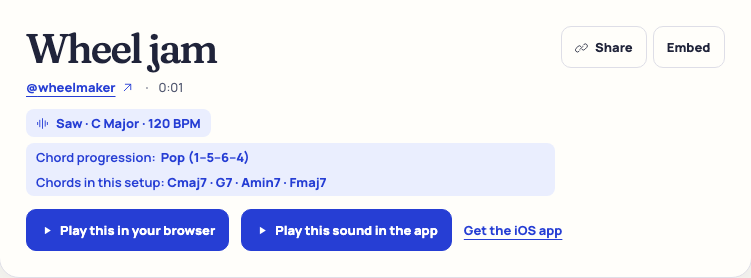 Wheel jam
Share
Embed
@wheelmaker ↗ · 0:01
Saw · C Major · 120 BPM
Chord progression: Pop (1–5–6–4)
Chords in this setup: Cmaj7 · G7 · Amin7 · Fmaj7
Play this in your browser
Play this sound in the app
Get the iOS app